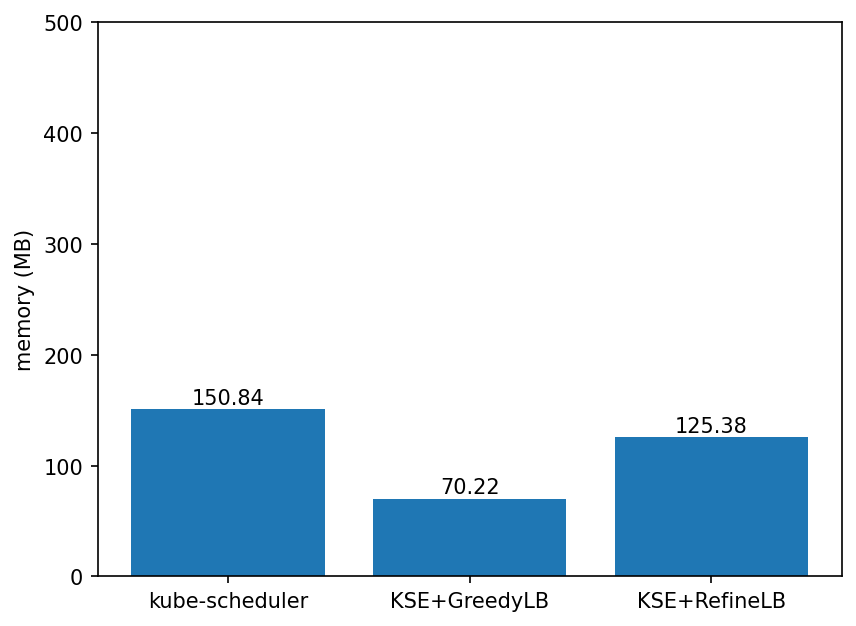 500
400
300
200
100
0
memory (MB)
150.84
70.22
125.38
kube-scheduler
KSE+GreedyLB
KSE+RefineLB